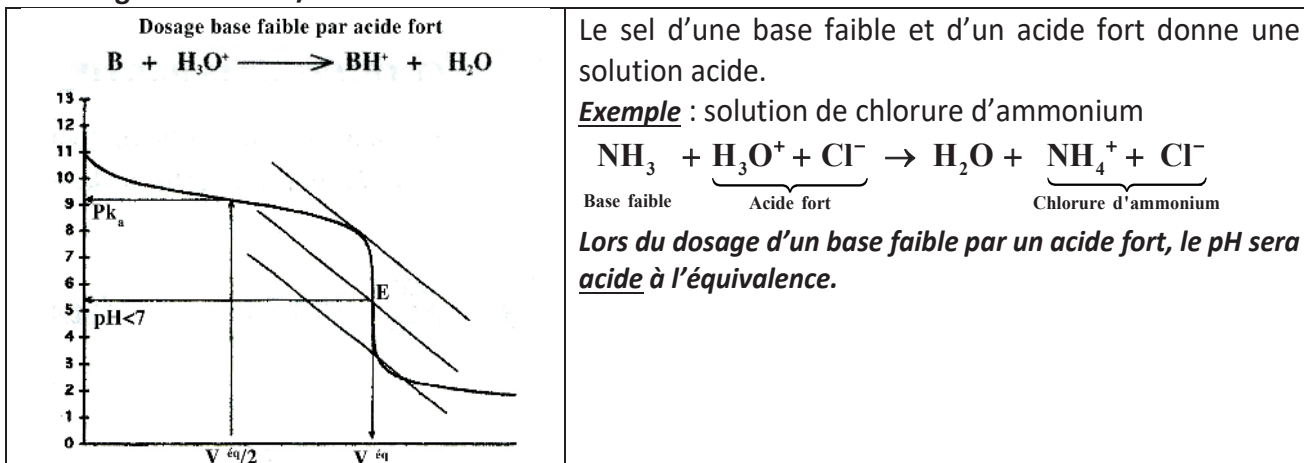 Dosage base faible par acide fort
B + H₃O⁺ ⟶ BH⁺ + H₂O
13
12
11
10
9
Pkₐ
8
7
6
E
5
pH<7
4
3
2
1
0
V éq/2
V éq
Le sel d’une base faible et d’un acide fort donne une
solution acide.
Exemple : solution de chlorure d’ammonium
NH₃ + H₃O⁺ + Cl⁻ → H₂O + NH₄⁺ + Cl⁻
Base faible Acide fort Chlorure d'ammonium
Lors du dosage d’un base faible par un acide fort, le pH sera
acide à l’équivalence.